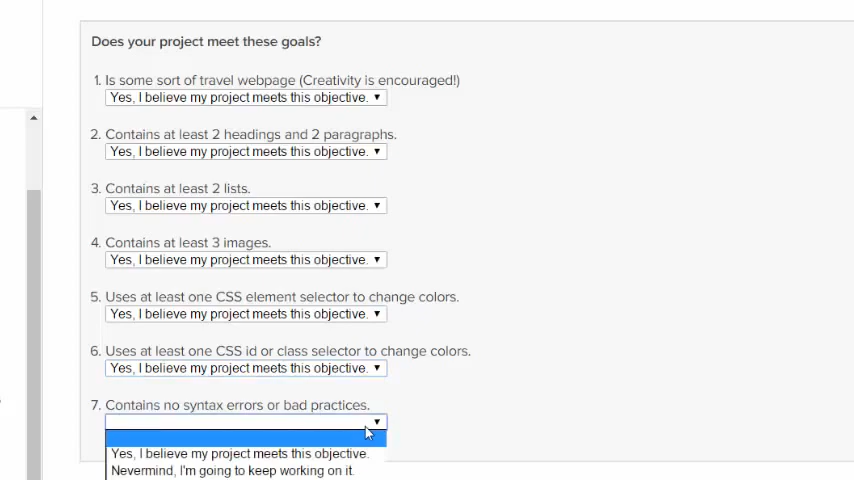 Does your project meet these goals?
1. Is some sort of travel webpage (Creativity is encouraged!)
Yes, I believe my project meets this objective.
2. Contains at least 2 headings and 2 paragraphs.
Yes, I believe my project meets this objective.
3. Contains at least 2 lists.
Yes, I believe my project meets this objective.
4. Contains at least 3 images.
Yes, I believe my project meets this objective.
5. Uses at least one CSS element selector to change colors.
Yes, I believe my project meets this objective.
6. Uses at least one CSS id or class selector to change colors.
Yes, I believe my project meets this objective.
7. Contains no syntax errors or bad practices.
Yes, I believe my project meets this objective.
Nevermind, I'm going to keep working on it.